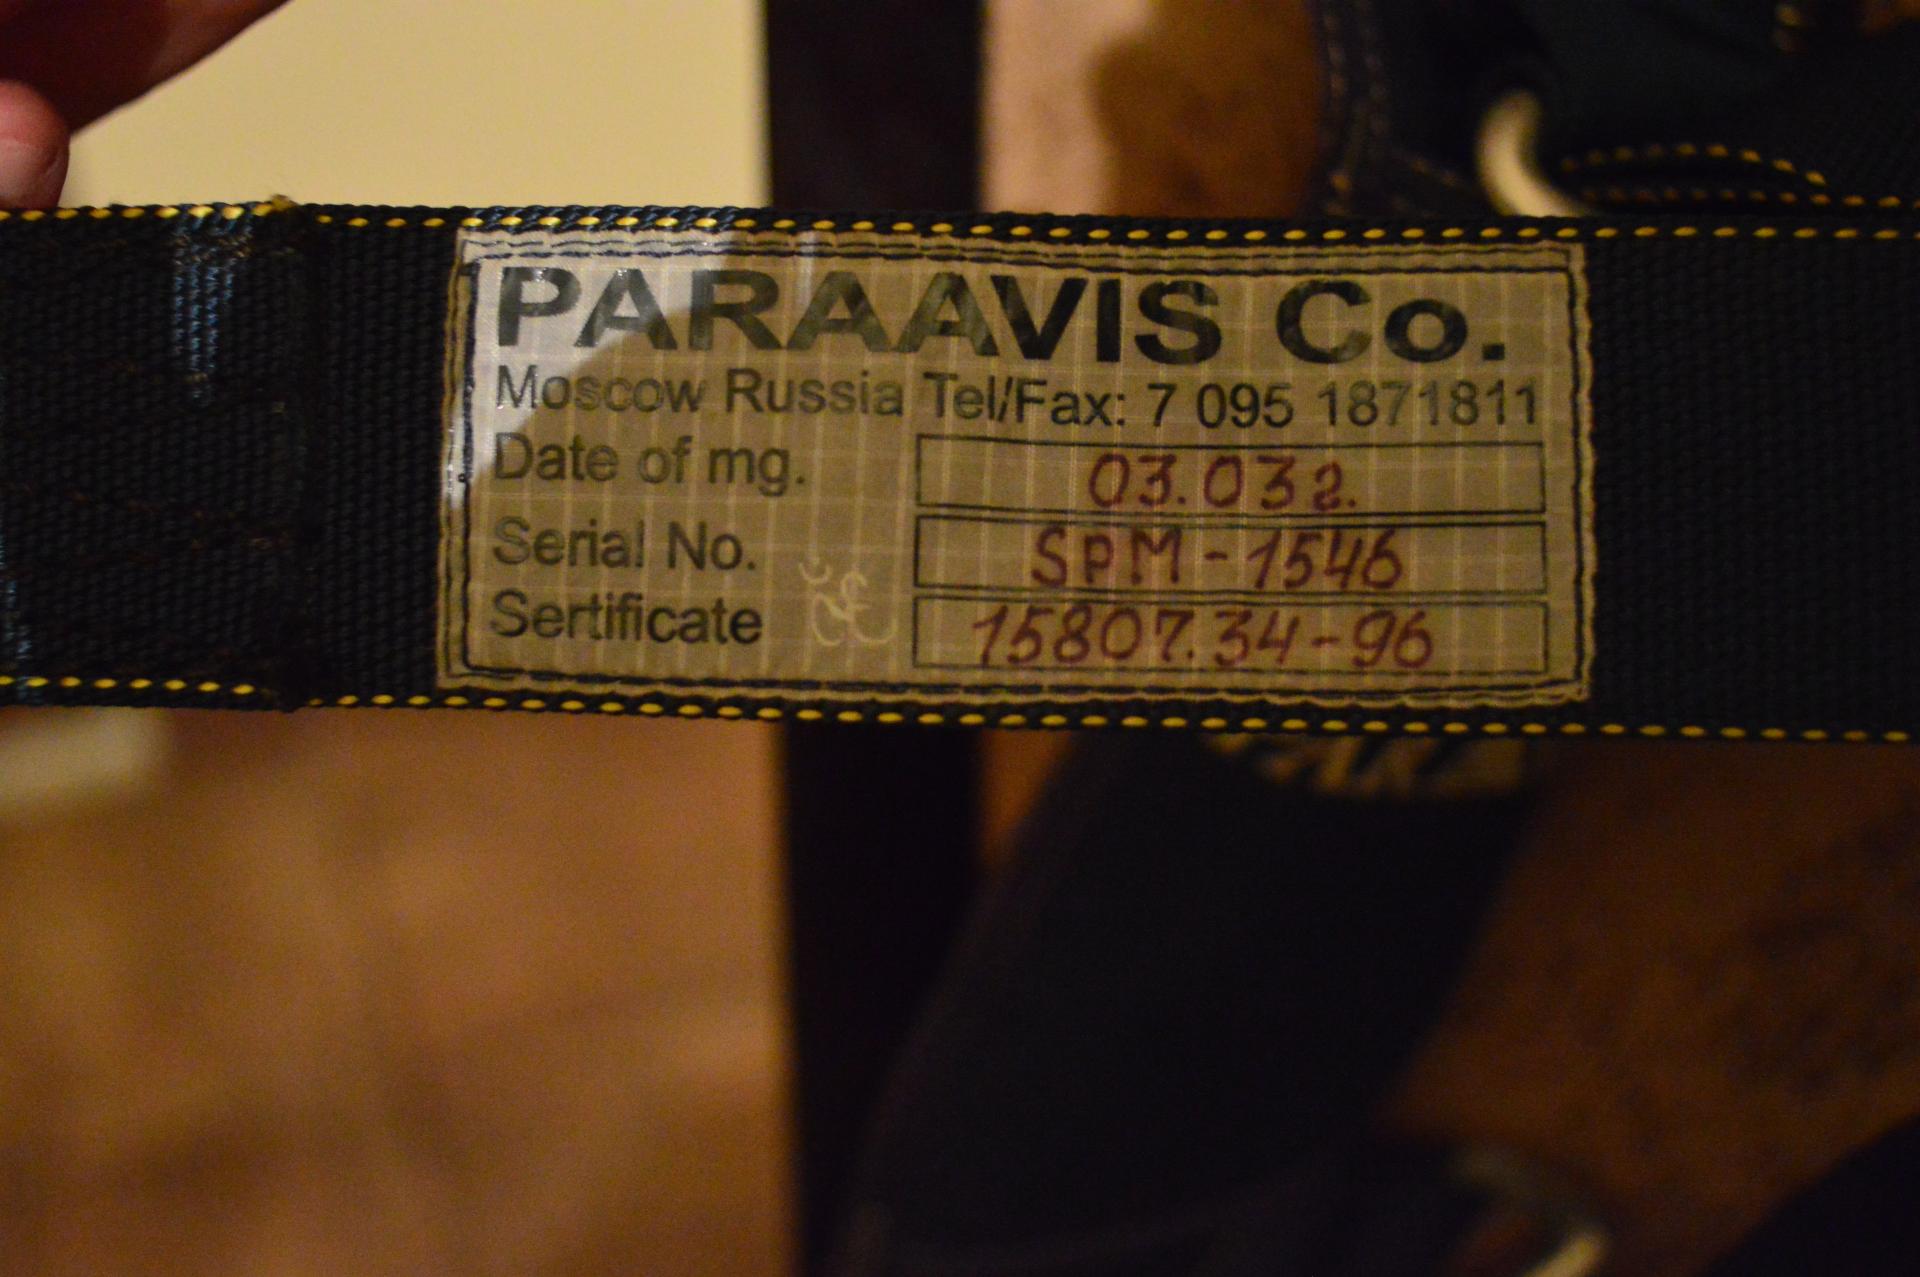 PARAAVIS Co.
Moscow Russia Tel/Fax: 7 095 1871811
Date of mg. 03.03г.
Serial No. SPM-1546
Sertificate 15807.34-96